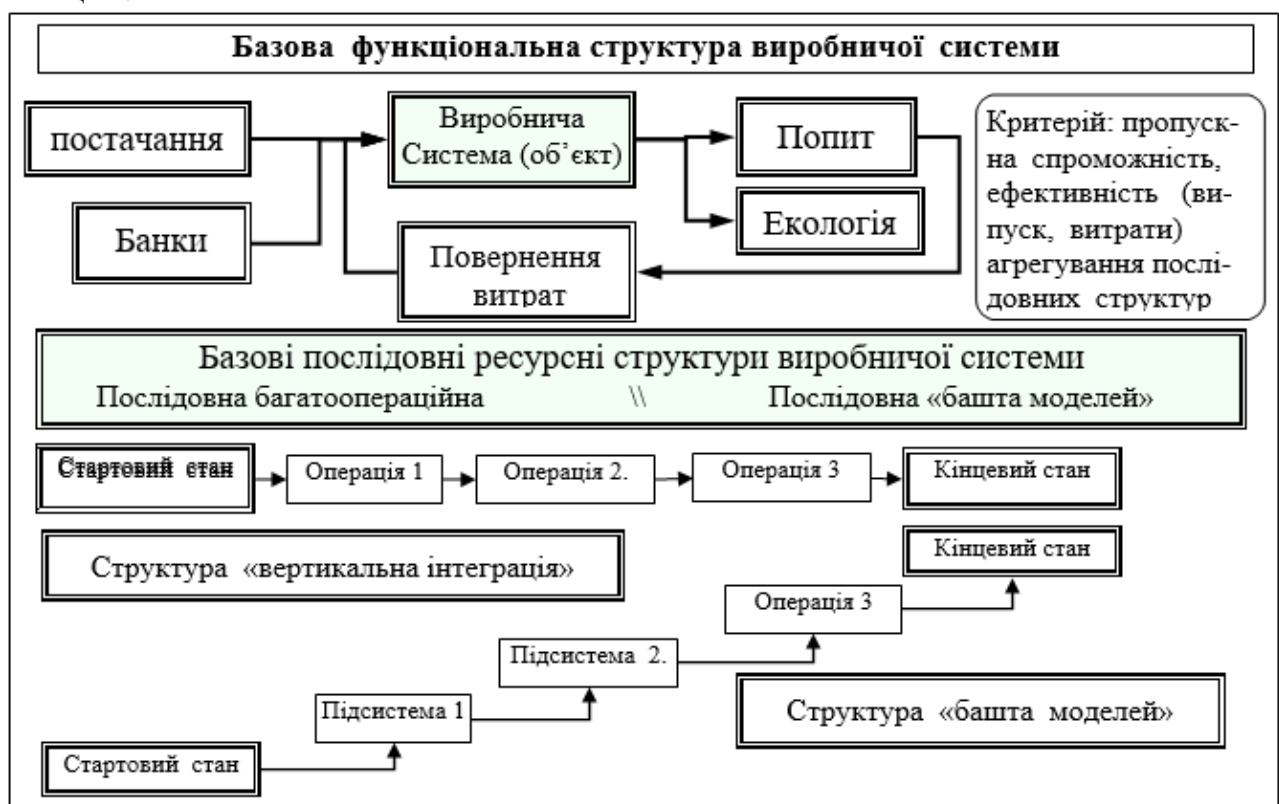 Базова функціональна структура виробничої системи
постачання
Банки
Виробнича
Система (об’єкт)
Повернення
витрат
Попит
Екологія
Критерій: пропуск-
на спроможність,
ефективність (ви-
пуск, витрати)
агрегування послі-
довних структур
Базові послідовні ресурсні структури виробничої системи
Послідовна багатоопераційна \\ Послідовна «башта моделей»
Стартовий стан
Операція 1
Операція 2.
Операція 3
Кінцевий стан
Структура «вертикальна інтеграція»
Кінцевий стан
Операція 3
Підсистема 2.
Підсистема 1
Структура «башта моделей»
Стартовий стан